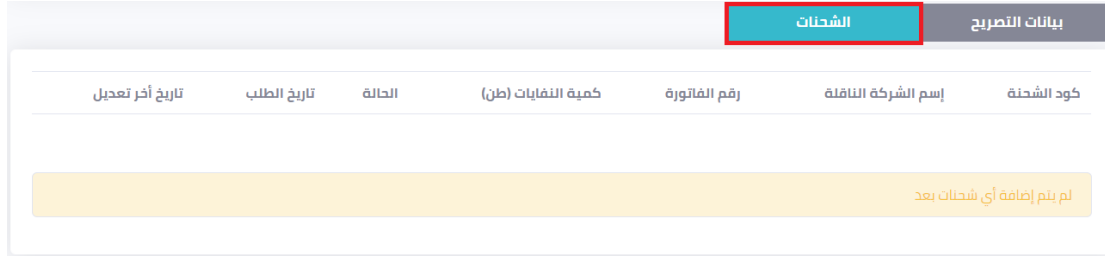 بيانات التصريح الشحنات
كود الشحنة إسم الشركة الناقلة رقم الفاتورة كمية النفايات (طن) الحالة تاريخ الطلب تاريخ أخر تعديل
لم يتم إضافة أي شحنات بعد